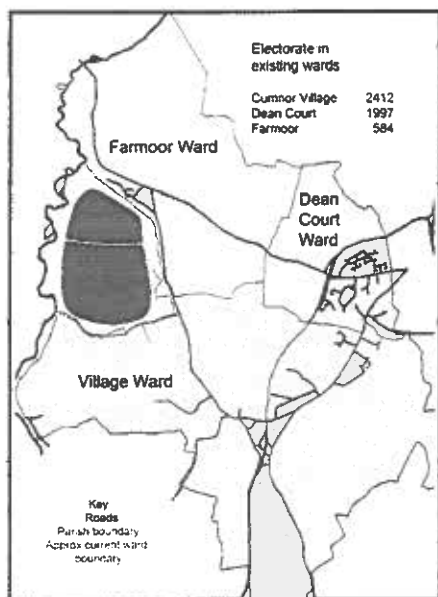 Electorate in
existing wards
Cumnor Village 2412
Dean Court 1997
Farmoor 584
Farmoor Ward
Dean
Court
Ward
Village Ward
Key
Roads
Parish boundary
Approx current ward
boundary